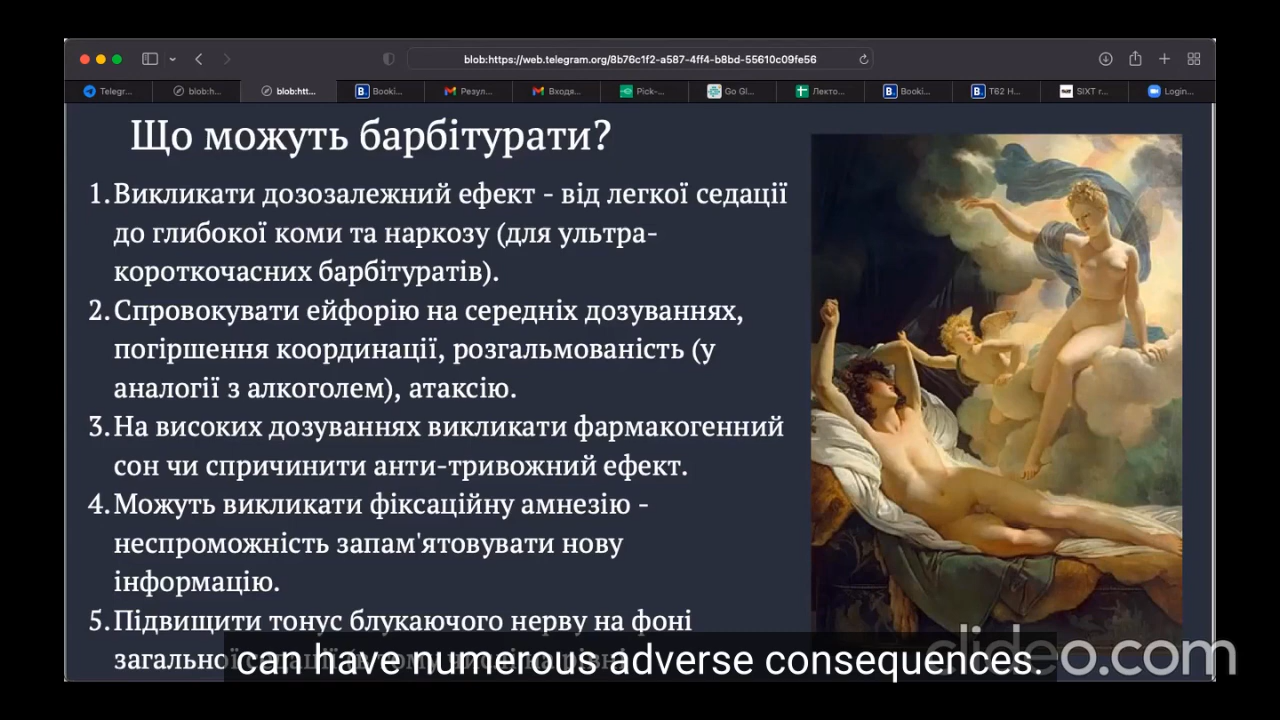 blob:https://web.telegram.org/8b76c1f2-a587-4ff4-b8bd-55610c09fe56
Telegr... blob:h... blob:htt... B. Booki... Резул... Входя... Pick-... Go Gl... Лекто... B. Booki... B. T62 H... SIXT r... Login...
Що можуть барбітурати?
1. Викликати дозозалежний ефект - від легкої седації
до глибокої коми та наркозу (для ультра-
короткочасних барбітуратів).
2. Спровокувати ейфорію на середніх дозуваннях,
погіршення координації, розгальмованість (у
аналогії з алкоголем), атаксію.
3. На високих дозуваннях викликати фармакогенний
сон чи спричинити анти-тривожний ефект.
4. Можуть викликати фіксаційну амнезію -
неспроможність запам'ятовувати нову
інформацію.
5. Підвищити тонус блукаючого нерву на фоні
can have numerous adverse consequences.
clideo.com